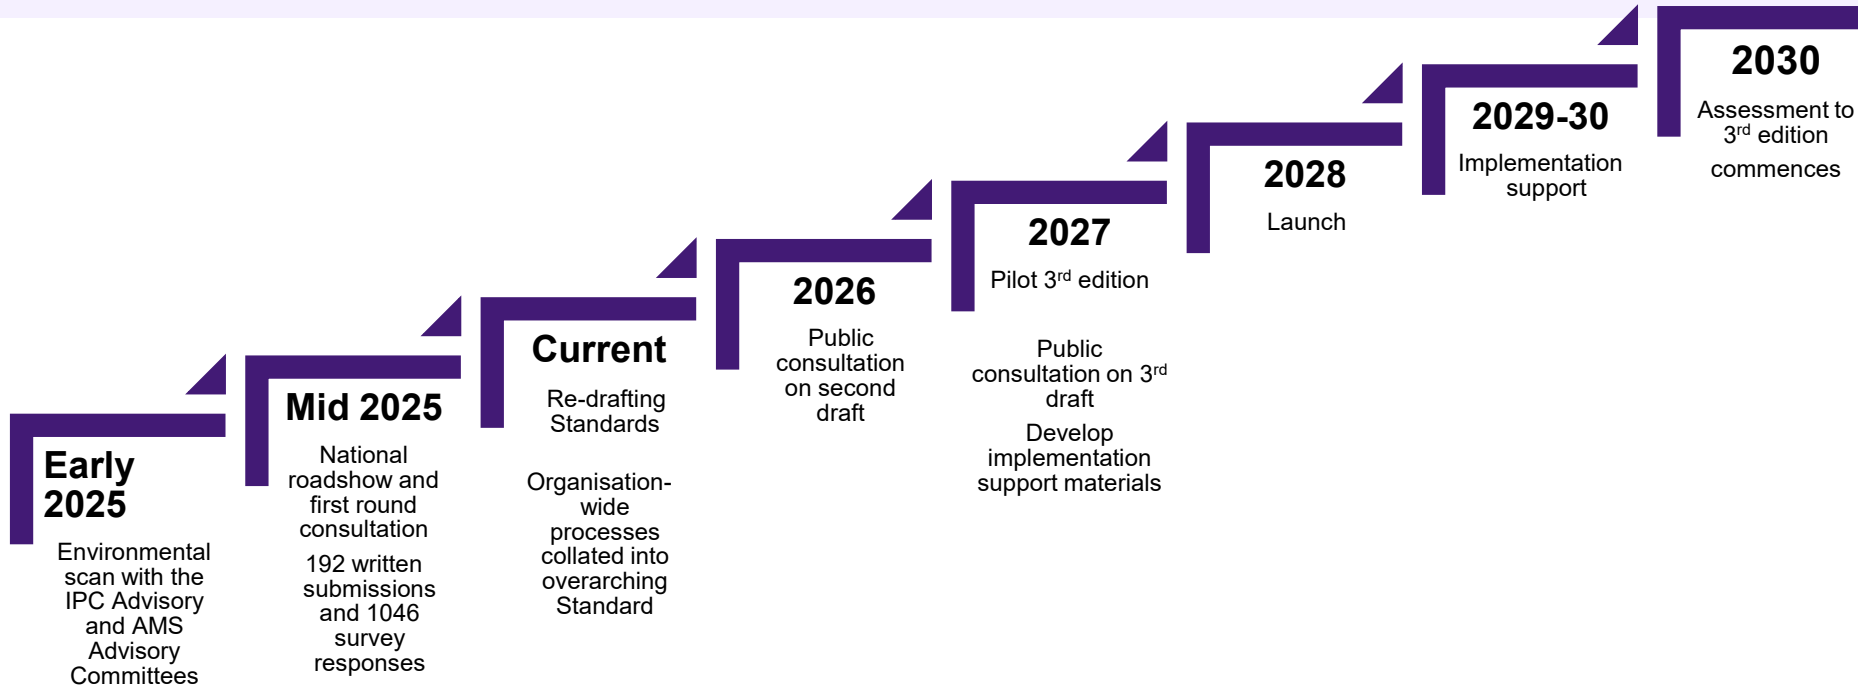 Early
2025
Environmental
scan with the
IPC Advisory
and AMS
Advisory
Committees
Mid 2025
National
roadshow and
first round
consultation
192 written
submissions
and 1046
survey
responses
Current
Re-drafting
Standards
Organisation-
wide
processes
collated into
overarching
Standard
2026
Public
consultation
on second
draft
2027
Pilot 3rd edition
Public
consultation on 3rd
draft
Develop
implementation
support materials
2028
Launch
2029-30
Implementation
support
2030
Assessment to
3rd edition
commences